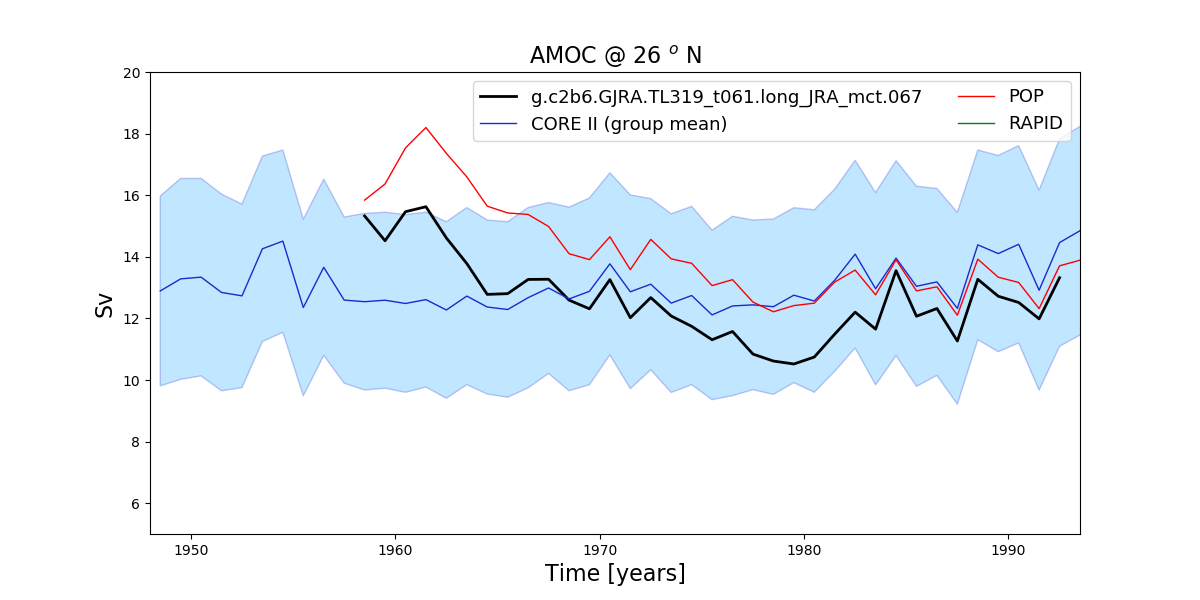 AMOC @ 26 o N
g.c2b6.GJRA.TL319_t061.long_JRA_mct.067
CORE II (group mean)
POP
RAPID
20
18
16
14
12
10
8
6
Sv
1950 1960 1970 1980 1990
Time [years]